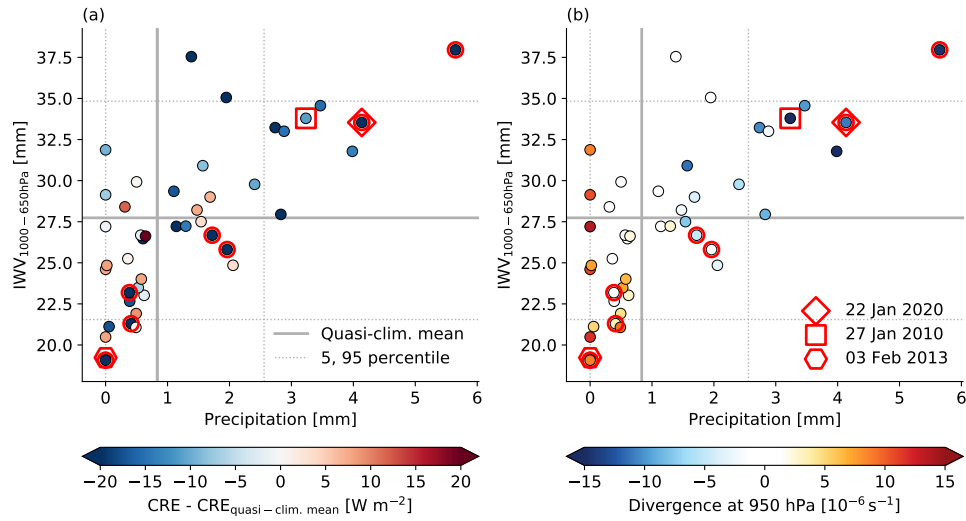 (a)
IWV1000−650hPa [mm]
37.5
35.0
32.5
30.0
27.5
25.0
22.5
20.0
Quasi-clim. mean
5, 95 percentile
0 1 2 3 4 5 6
Precipitation [mm]
−20 −15 −10 −5 0 5 10 15 20
CRE - CREquasi−clim. mean [W m−2]
(b)
IWV1000−650hPa [mm]
37.5
35.0
32.5
30.0
27.5
25.0
22.5
20.0
22 Jan 2020
27 Jan 2010
03 Feb 2013
0 1 2 3 4 5 6
Precipitation [mm]
−15 −10 −5 0 5 10 15
Divergence at 950 hPa [10−6 s−1]